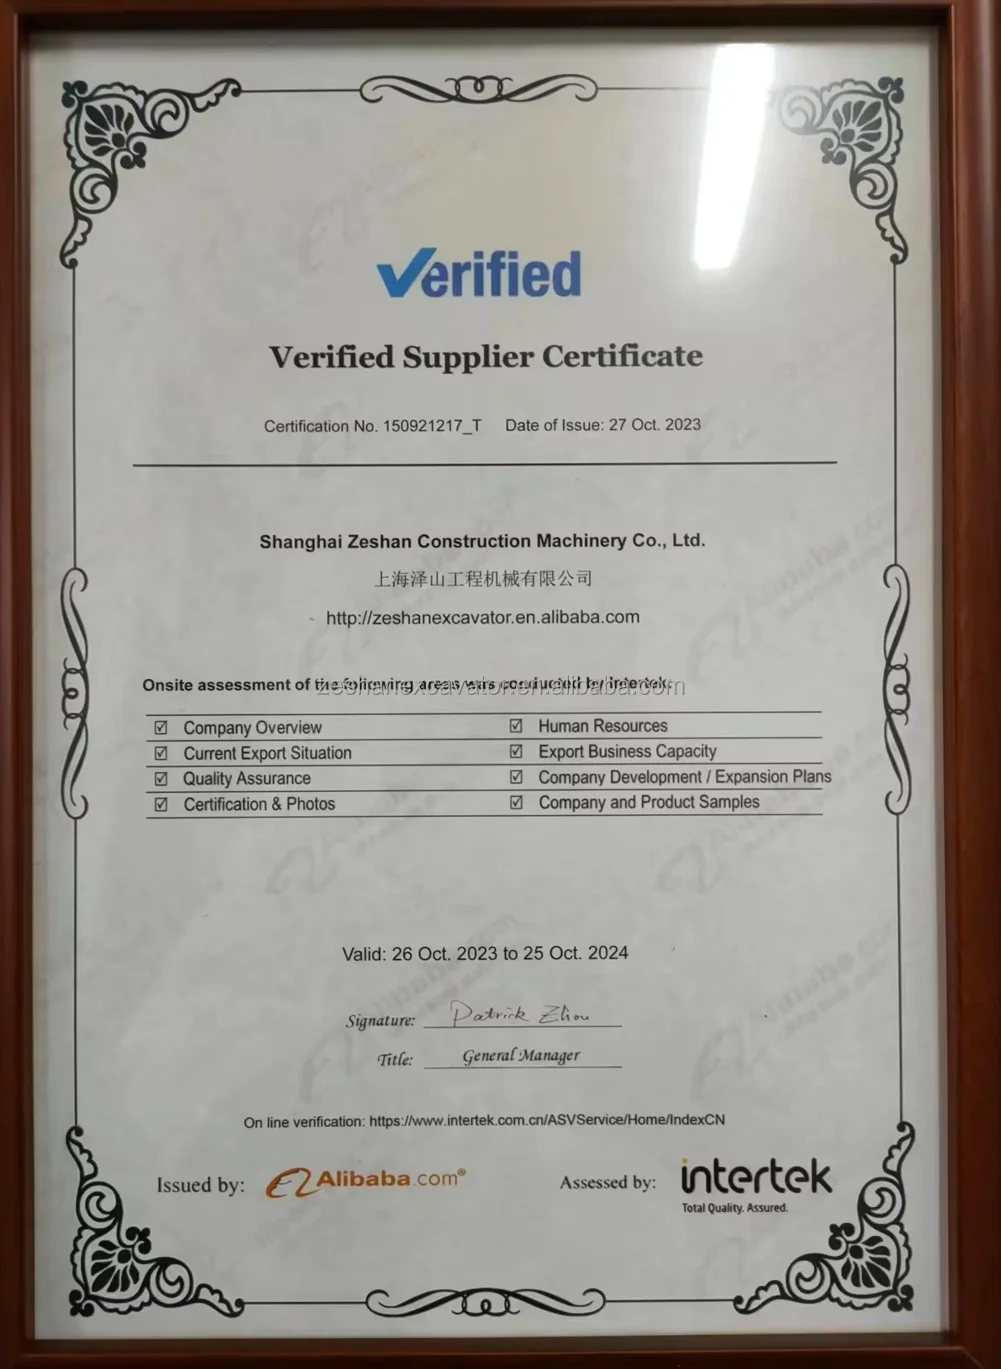 Verified
Verified Supplier Certificate
Certification No. 150921217_T Date of Issue: 27 Oct. 2023
Shanghai Zeshan Construction Machinery Co., Ltd.
上海泽山工程机械有限公司
http://zeshanexcavator.en.alibaba.com
Onsite assessment of the following areas was conducted by Intertek:
zeshanexcavator.en.alibaba.com
☑ Company Overview ☑ Human Resources
☑ Current Export Situation ☑ Export Business Capacity
☑ Quality Assurance ☑ Company Development / Expansion Plans
☑ Certification & Photos ☑ Company and Product Samples
Valid: 26 Oct. 2023 to 25 Oct. 2024
Signature: Patrick Zhou
Title: General Manager
On line verification: https://www.intertek.com.cn/ASVService/Home/IndexCN
Issued by: Alibaba.com® Assessed by: intertek
Total Quality. Assured.